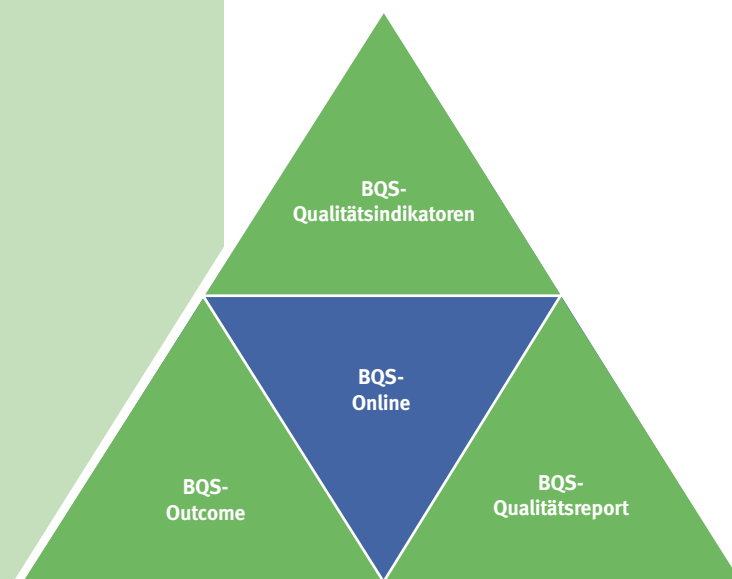 BQS-
Qualitätsindikatoren
BQS-
Online
BQS-
Outcome
BQS-
Qualitätsreport